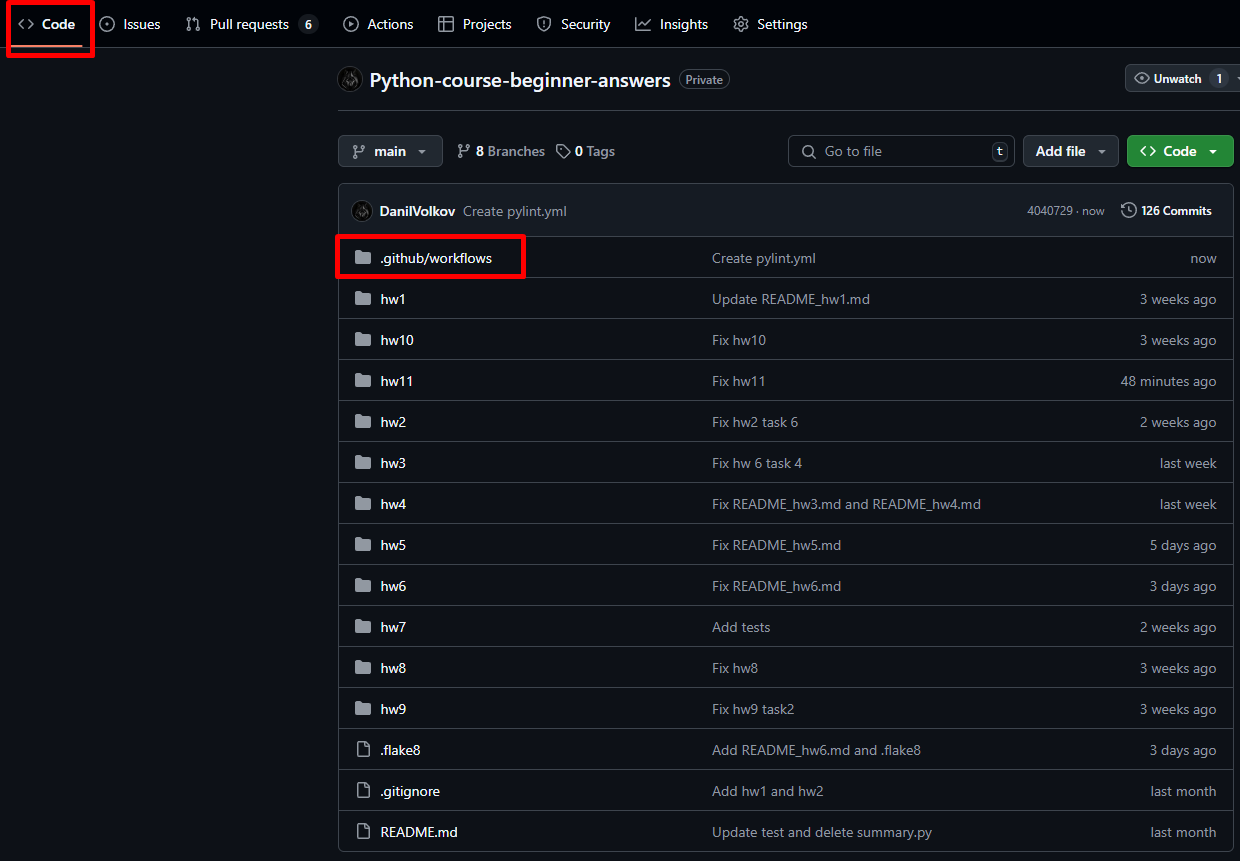 Code Issues Pull requests 6 Actions Projects Security Insights Settings
Python-course-beginner-answers Private Unwatch 1
main 8 Branches 0 Tags Go to file t Add file Code
DanilVolkov Create pylint.yml 4040729 · now 126 Commits
.github/workflows Create pylint.yml now
hw1 Update README_hw1.md 3 weeks ago
hw10 Fix hw10 3 weeks ago
hw11 Fix hw11 48 minutes ago
hw2 Fix hw2 task 6 2 weeks ago
hw3 Fix hw 6 task 4 last week
hw4 Fix README_hw3.md and README_hw4.md last week
hw5 Fix README_hw5.md 5 days ago
hw6 Fix README_hw6.md 3 days ago
hw7 Add tests 2 weeks ago
hw8 Fix hw8 3 weeks ago
hw9 Fix hw9 task2 3 weeks ago
.flake8 Add README_hw6.md and .flake8 3 days ago
.gitignore Add hw1 and hw2 last month
README.md Update test and delete summary.py last month